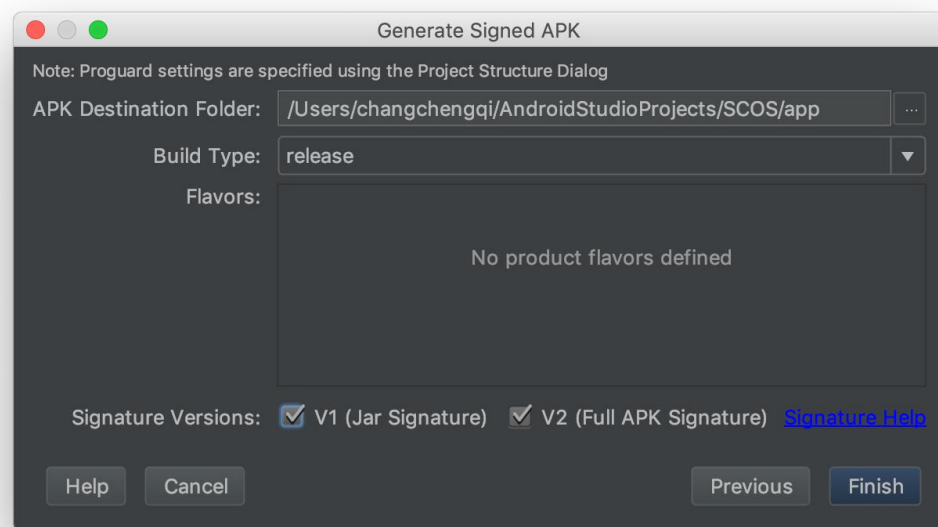 Generate Signed APK
Note: Proguard settings are specified using the Project Structure Dialog
APK Destination Folder: /Users/changchengqi/AndroidStudioProjects/SCOS/app ...
Build Type: release
Flavors:
No product flavors defined
Signature Versions: V1 (Jar Signature) V2 (Full APK Signature) Signature Help
Help Cancel Previous Finish